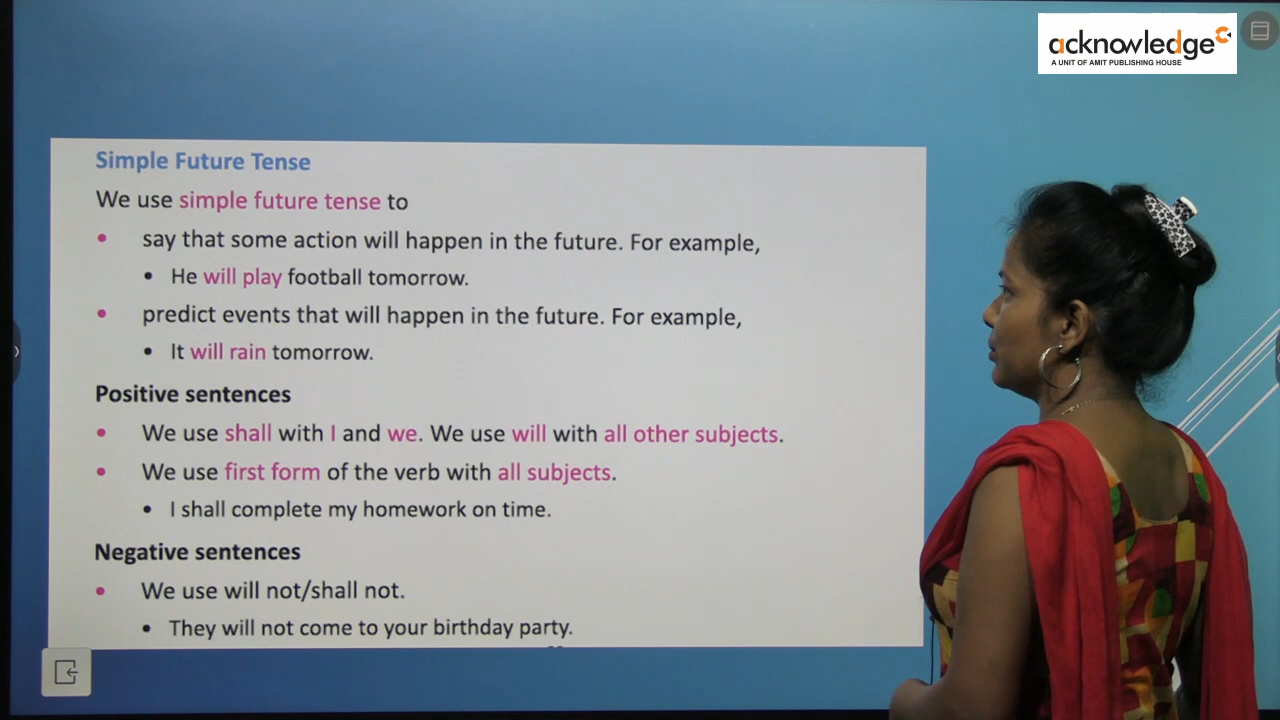 acknowledge
A UNIT OF AMIT PUBLISHING HOUSE
Simple Future Tense
We use simple future tense to
• say that some action will happen in the future. For example,
• He will play football tomorrow.
• predict events that will happen in the future. For example,
• It will rain tomorrow.
Positive sentences
• We use shall with I and we. We use will with all other subjects.
• We use first form of the verb with all subjects.
• I shall complete my homework on time.
Negative sentences
• We use will not/shall not.
• They will not come to your birthday party.